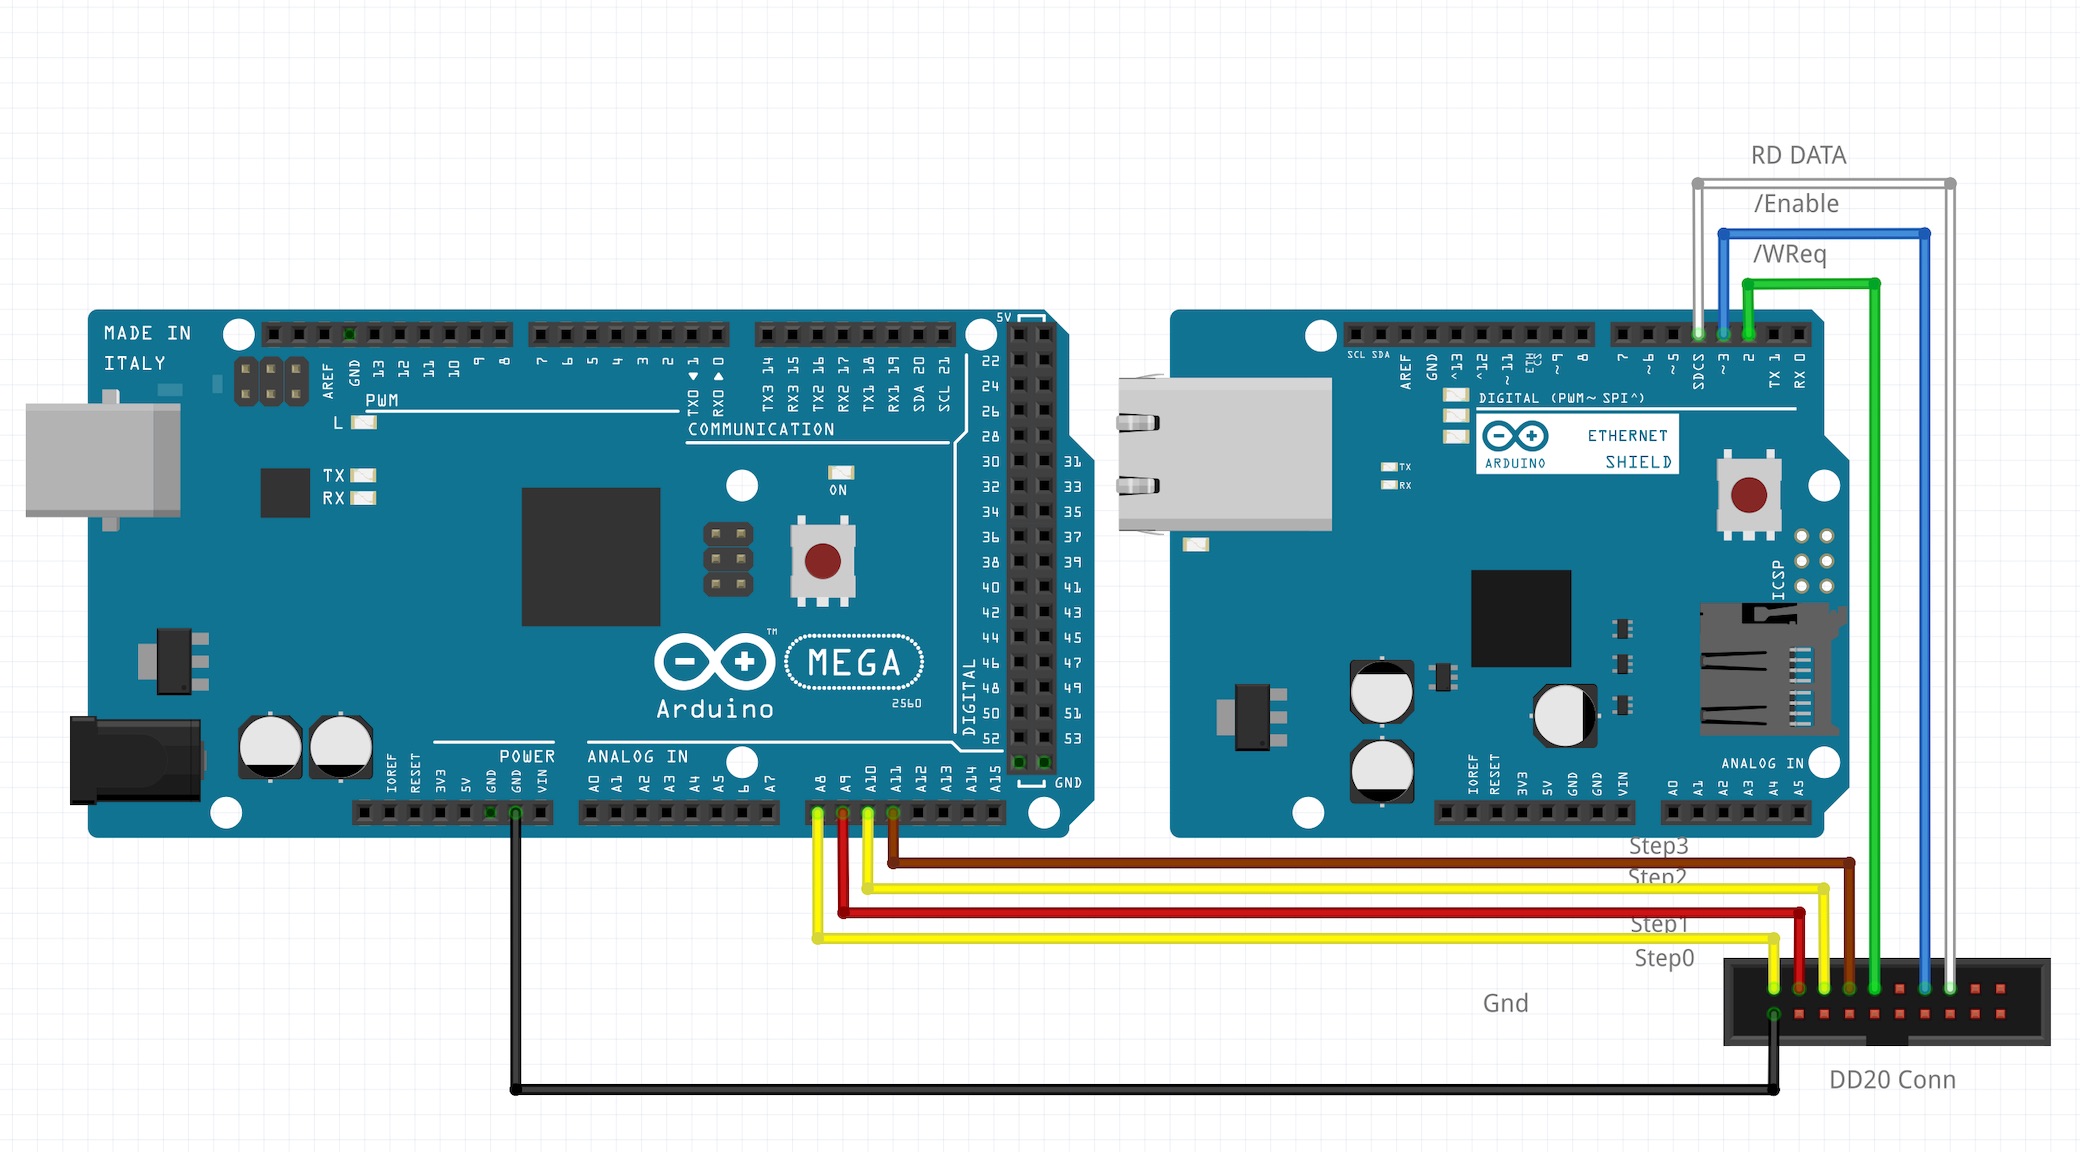 RD DATA
/Enable
/WReq
MADE IN
ITALY
AREF
GND
13
12
11
10
9
8
7
6
5
4
3
2
TX0 1
RX0 0
TX3 14
RX3 15
TX2 16
RX2 17
TX1 18
RX1 19
SDA 20
SCL 21
PWM
COMMUNICATION
L
TX
RX
ON
5V
22
24
26
28
30 31
32 33
34 35
36 37
38 39
40 41
42 43
44 45
46 47
48 49
50 51
52 53
GND
DIGITAL
MEGA
TM
Arduino
2560
POWER
ANALOG IN
IOREF
RESET
3V3
5V
GND
GND
VIN
A0
A1
A2
A3
A4
A5
6
A7
A8
A9
A10
A11
A12
A13
A14
A15
SCL SDA
AREF
GND
^13
^12
~11
ETH
CS
~9
8
7
~6
~5
SDCS
~3
2
TX 1
RX 0
DIGITAL (PWM~ SPI^)
ETHERNET
SHIELD
ARDUINO
TX
RX
ICSP
ANALOG IN
IOREF
RESET
3V3
5V
GND
GND
VIN
A0
A1
A2
A3
A4
A5
Step3
Step2
Step1
Step0
Gnd
DD20 Conn